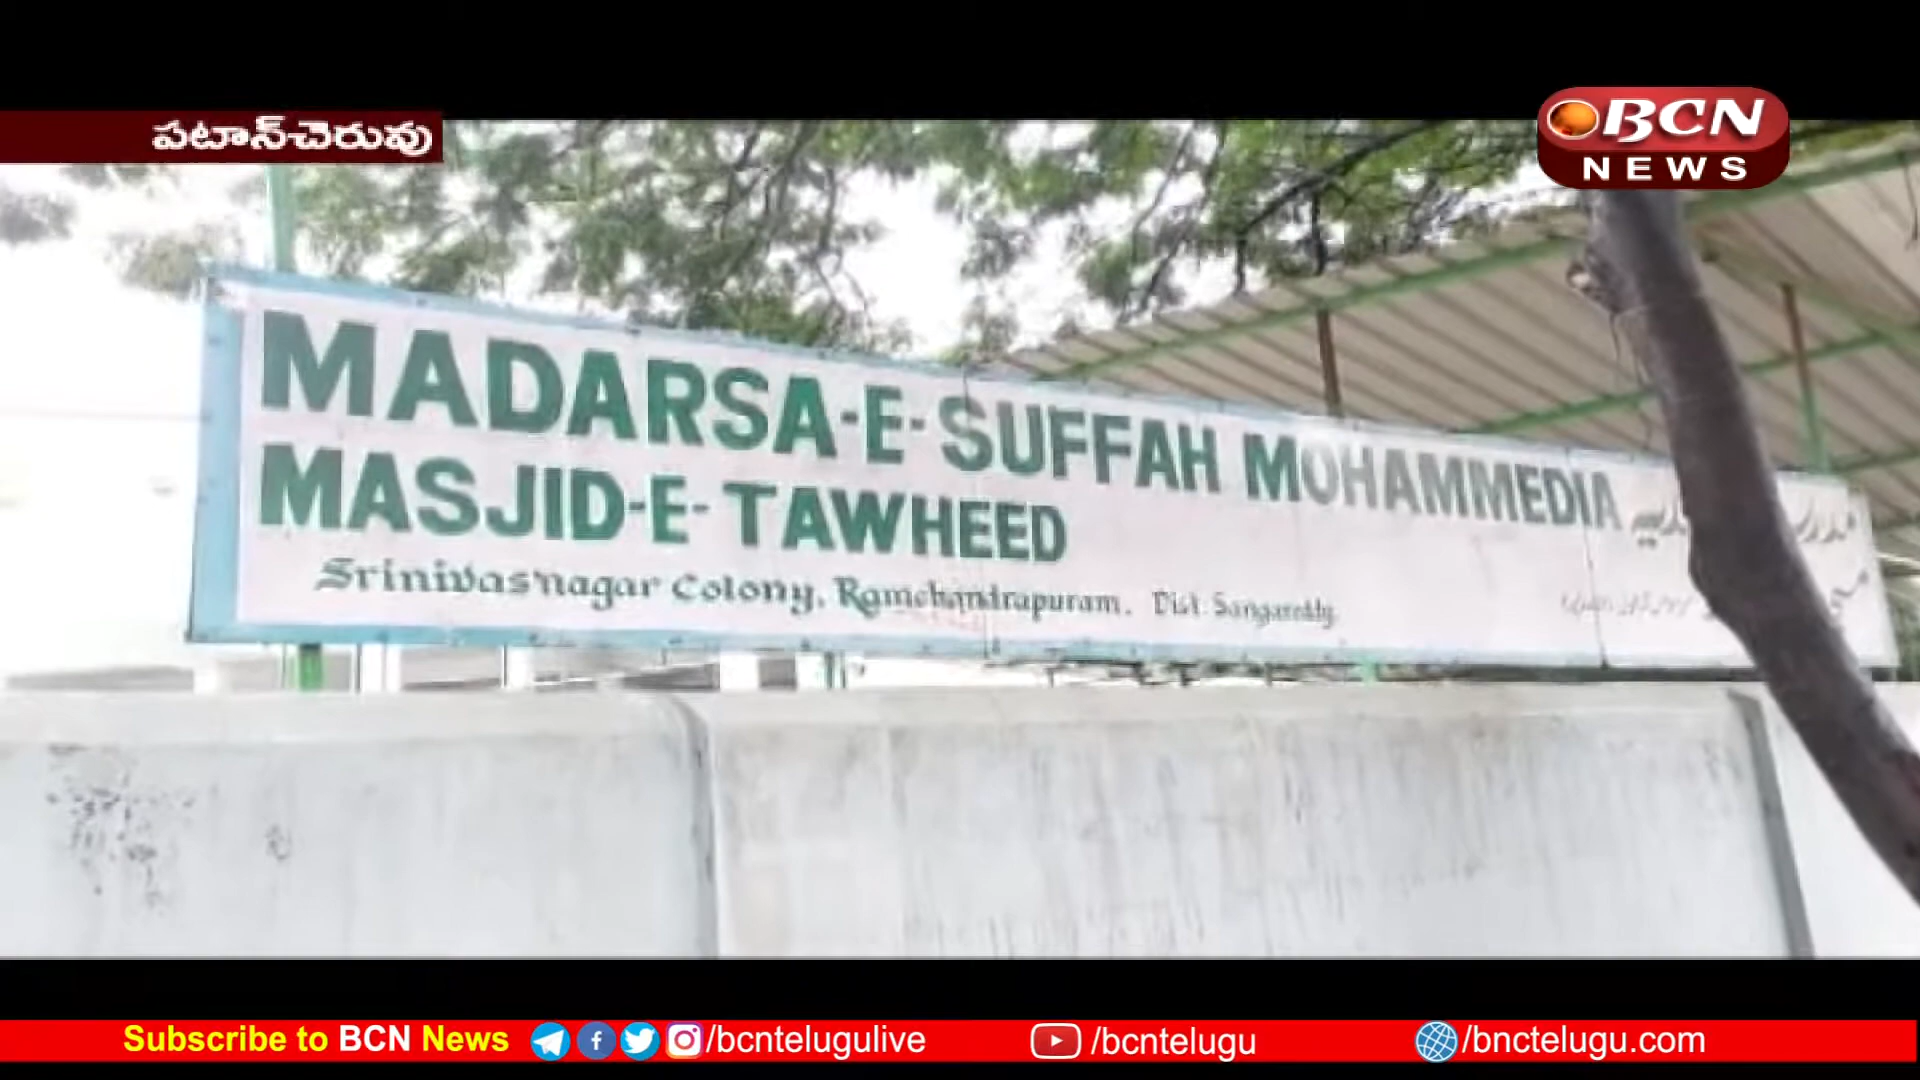 పటాన్‌చెరువు
BCN
NEWS
MADARSA-E-SUFFAH MOHAMMEDIA
MASJID-E-TAWHEED
Srinivasnagar Colony, Ramchandrapuram. Dist. Sangareddy
Subscribe to BCN News /bcntelugulive /bcntelugu /bnctelugu.com